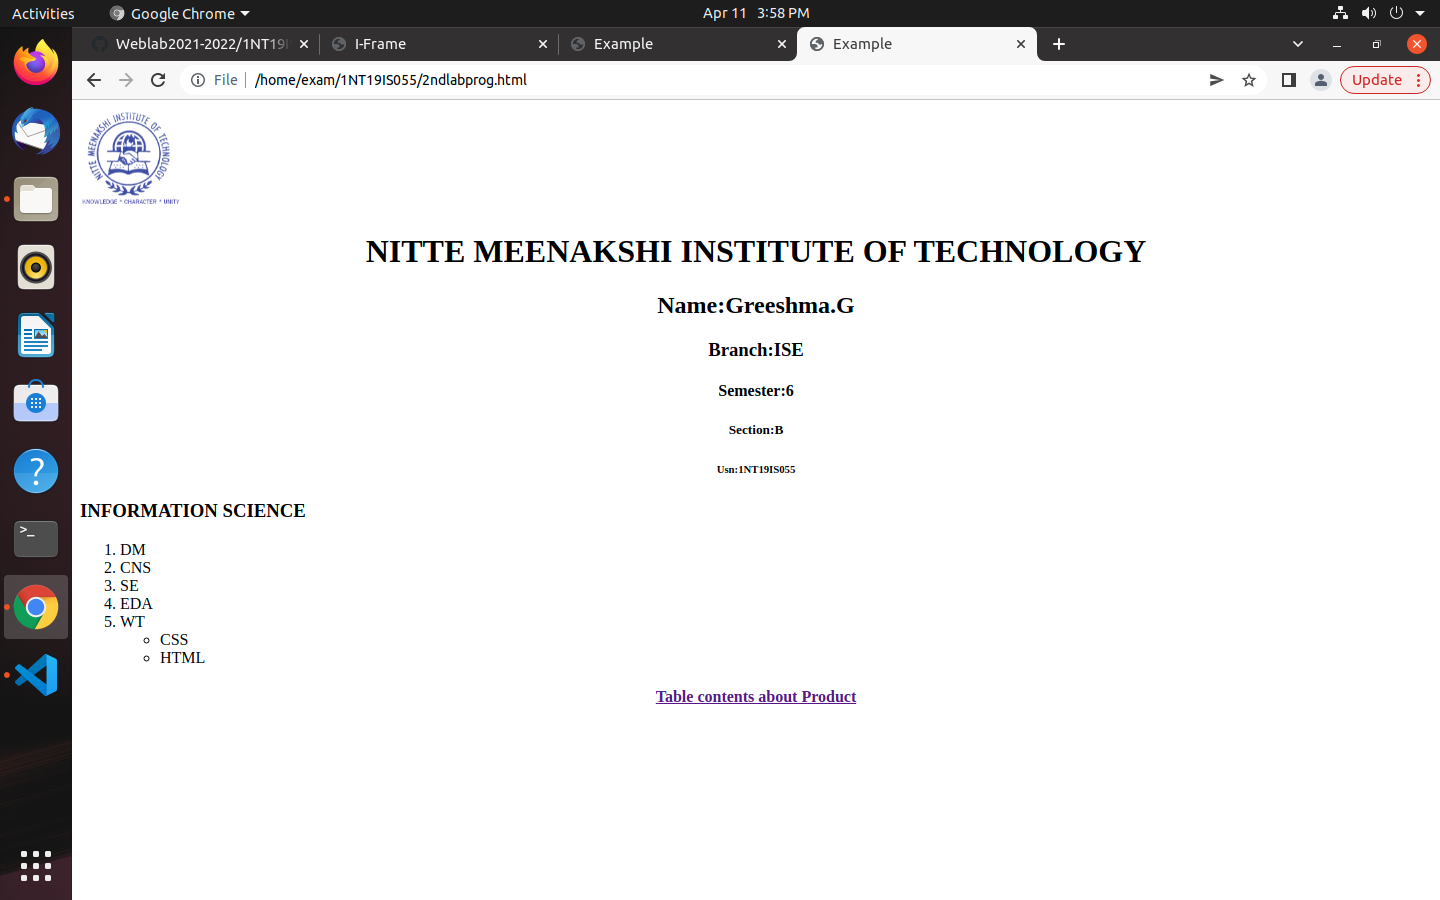 Activities
Google Chrome
Apr 11 3:58 PM
Weblab2021-2022/1NT19I
I-Frame
Example
Example
File
/home/exam/1NT19IS055/2ndlabprog.html
Update
NITTE MEENAKSHI INSTITUTE OF TECHNOLOGY
KNOWLEDGE * CHARACTER * UNITY
NITTE MEENAKSHI INSTITUTE OF TECHNOLOGY
Name:Greeshma.G
Branch:ISE
Semester:6
Section:B
Usn:1NT19IS055
INFORMATION SCIENCE
1. DM
2. CNS
3. SE
4. EDA
5. WT
CSS
HTML
Table contents about Product